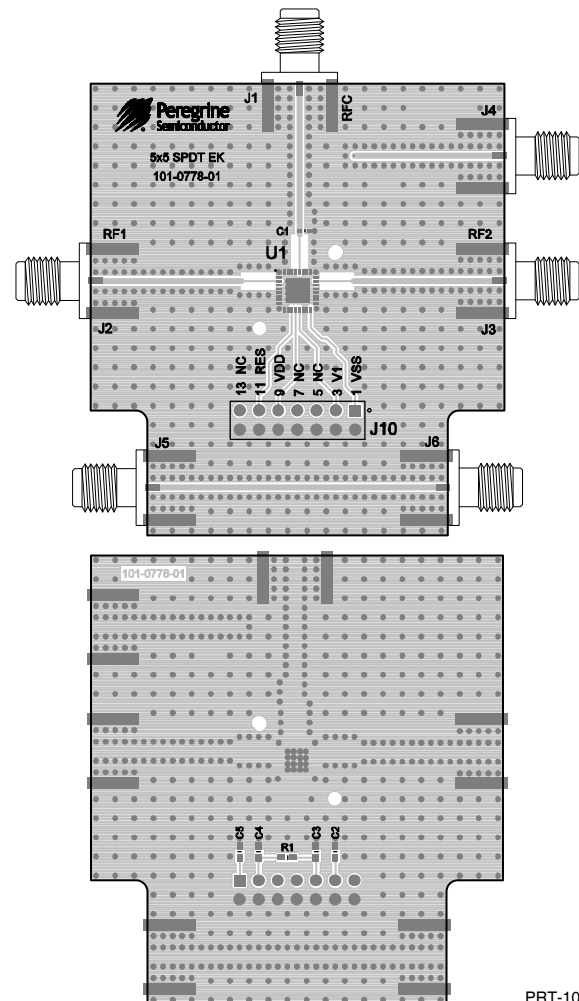 J1
RFC
Peregrine
Semiconductor
J4
5x5 SPDT EK
101-0778-01
C1
RF1
U1
RF2
J2
J3
13 NC
11 RES
9 VDD
7 NC
5 NC
3 V1
1 VSS
J10
J5
J6
101-0778-01
C5
C4
R1
C3
C2
PRT-10